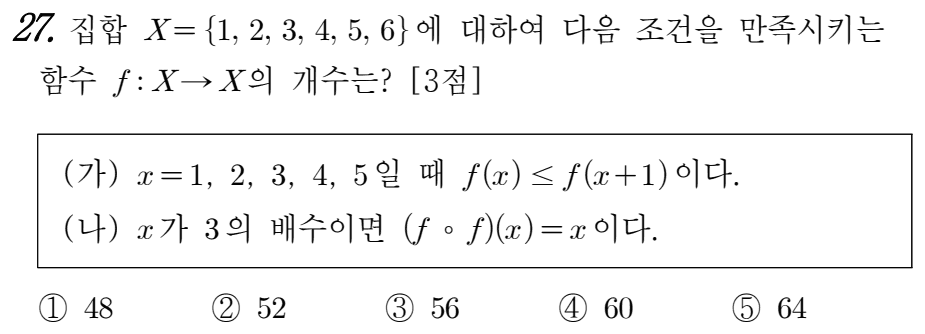 27. 집합 X={1, 2, 3, 4, 5, 6}에 대하여 다음 조건을 만족시키는
함수 f : X→X의 개수는? [3점]
(가) x=1, 2, 3, 4, 5일 때 f(x)≤f(x+1)이다.
(나) x가 3의 배수이면 (f∘f)(x)=x이다.
① 48 ② 52 ③ 56 ④ 60 ⑤ 64